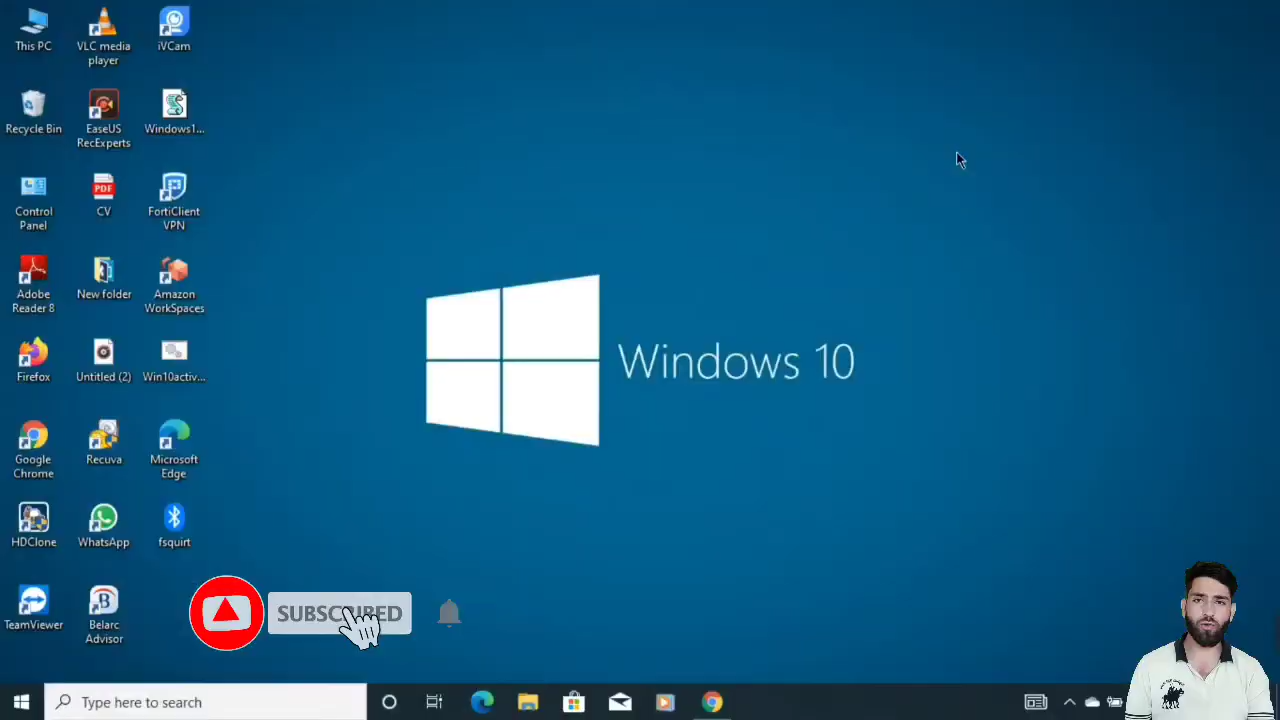 This PC
VLC media
player
iVCam
Recycle Bin
EaseUS
RecExperts
Windows1...
Control
Panel
PDF
CV
FortiClient
VPN
Adobe
Reader 8
New folder
Amazon
WorkSpaces
Firefox
Untitled (2)
Win10activ...
Google
Chrome
Recuva
Microsoft
Edge
HDClone
WhatsApp
fsquirt
TeamViewer
B
Belarc
Advisor
Windows 10
SUBSCRIBED
Type here to search